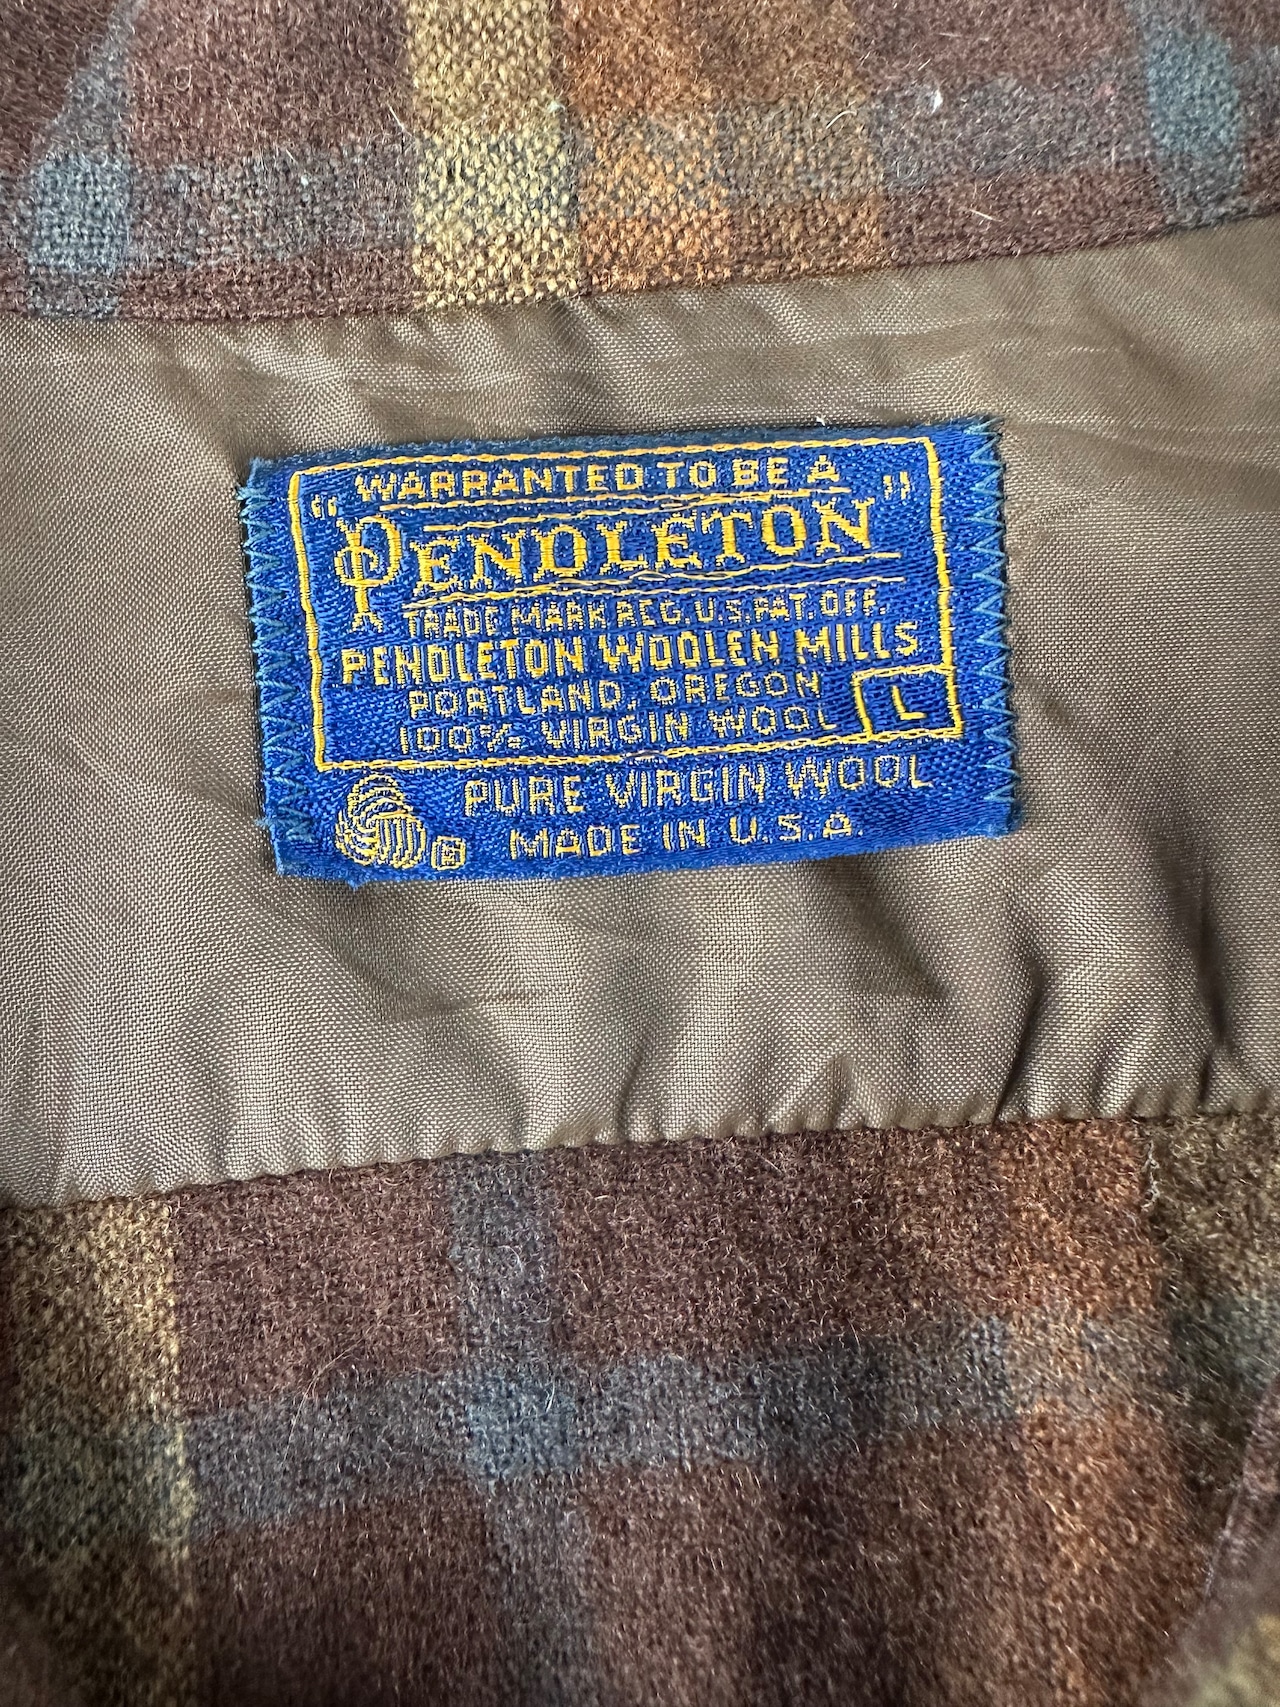 "WARRANTED TO BE A"
PENDLETON
TRADE MARK REG. U.S. PAT. OFF.
PENDLETON WOOLEN MILLS
PORTLAND, OREGON
100% VIRGIN WOOL
L
PURE VIRGIN WOOL
R
MADE IN U.S.A.